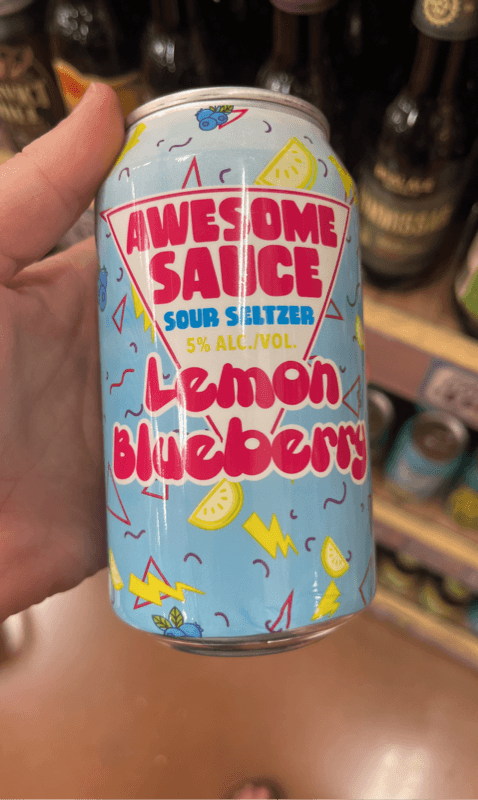 AWESOME
SAUCE
SOUR SELTZER
5% ALC./VOL.
Lemon
Blueberry